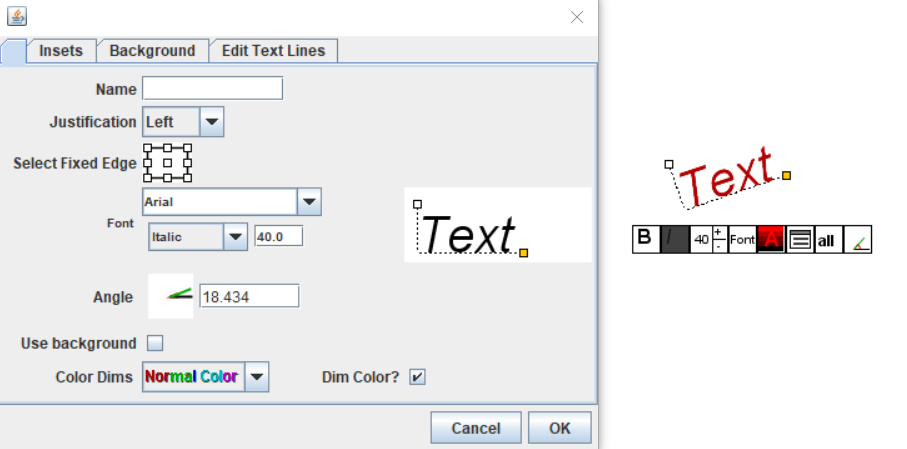 Insets Background Edit Text Lines
Name
Justification Left
Select Fixed Edge
Arial
Font
Italic 40.0
Text
Angle 18.434
Use background
Color Dims Normal Color Dim Color?
Cancel OK
Text
B I 40 + - Font A all